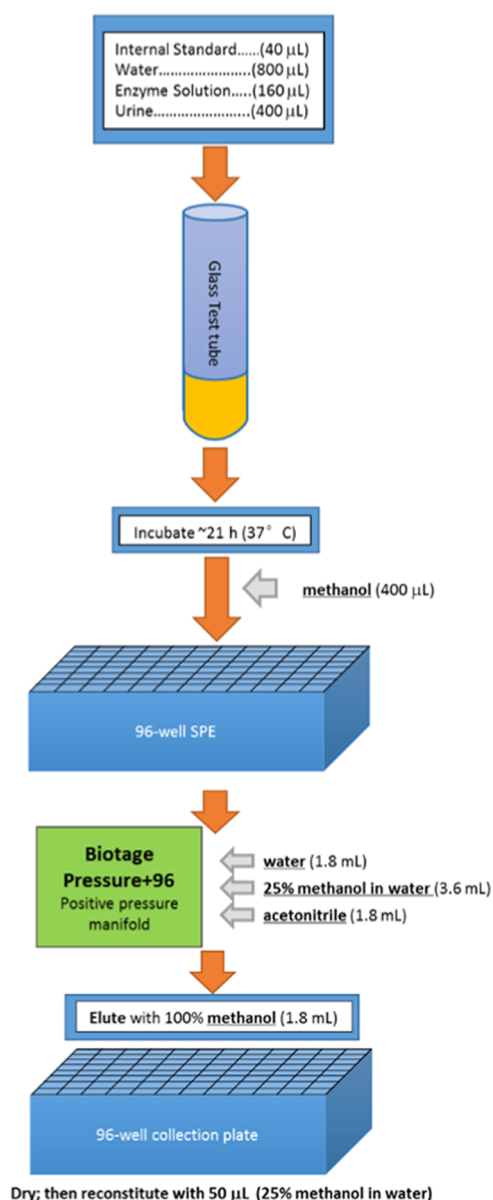 Internal Standard......(40 µL)
Water.......................(800 µL)
Enzyme Solution.....(160 µL)
Urine........................(400 µL)
Glass Test tube
Incubate ~21 h (37° C)
methanol (400 µL)
96-well SPE
Biotage
Pressure+96
Positive pressure
manifold
water (1.8 mL)
25% methanol in water (3.6 mL)
acetonitrile (1.8 mL)
Elute with 100% methanol (1.8 mL)
96-well collection plate
Dry; then reconstitute with 50 µL (25% methanol in water)